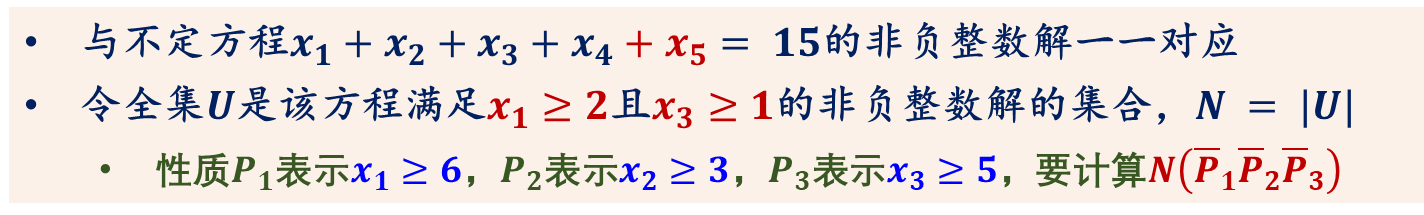 • 与不定方程x₁ + x₂ + x₃ + x₄ + x₅ = 15的非负整数解一一对应
• 令全集U是该方程满足x₁ ≥ 2且x₃ ≥ 1的非负整数解的集合，N = |U|
• 性质P₁表示x₁ ≥ 6，P₂表示x₂ ≥ 3，P₃表示x₃ ≥ 5，要计算N(P̅₁P̅₂P̅₃)